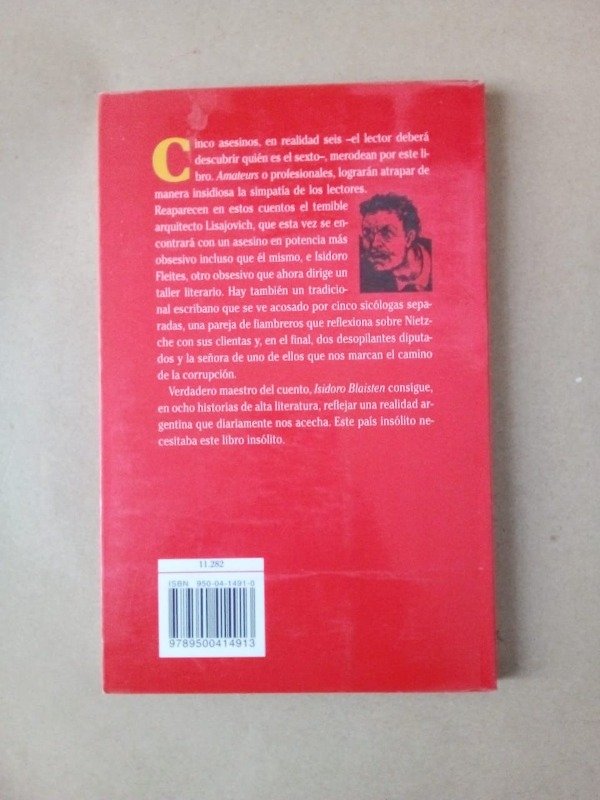 Cinco asesinos, en realidad seis –el lector deberá
descubrir quién es el sexto–, merodean por este li-
bro. Amateurs o profesionales, lograrán atrapar de
manera insidiosa la simpatía de los lectores.
Reaparecen en estos cuentos el temible
arquitecto Lisajovich, que esta vez se en-
contrará con un asesino en potencia más
obsesivo incluso que él mismo, e Isidoro
Fleites, otro obsesivo que ahora dirige un
taller literario. Hay también un tradicio-
nal escribano que se ve acosado por cinco sicólogas sepa-
radas, una pareja de fiambreros que reflexiona sobre Nietz-
che con sus clientas y, en el final, dos desopilantes diputa-
dos y la señora de uno de ellos que nos marcan el camino
de la corrupción.
Verdadero maestro del cuento, Isidoro Blaisten consigue,
en ocho historias de alta literatura, reflejar una realidad ar-
gentina que diariamente nos acecha. Este país insólito ne-
cesitaba este libro insólito.
11.282
ISBN 950-04-1491-0
9789500414913